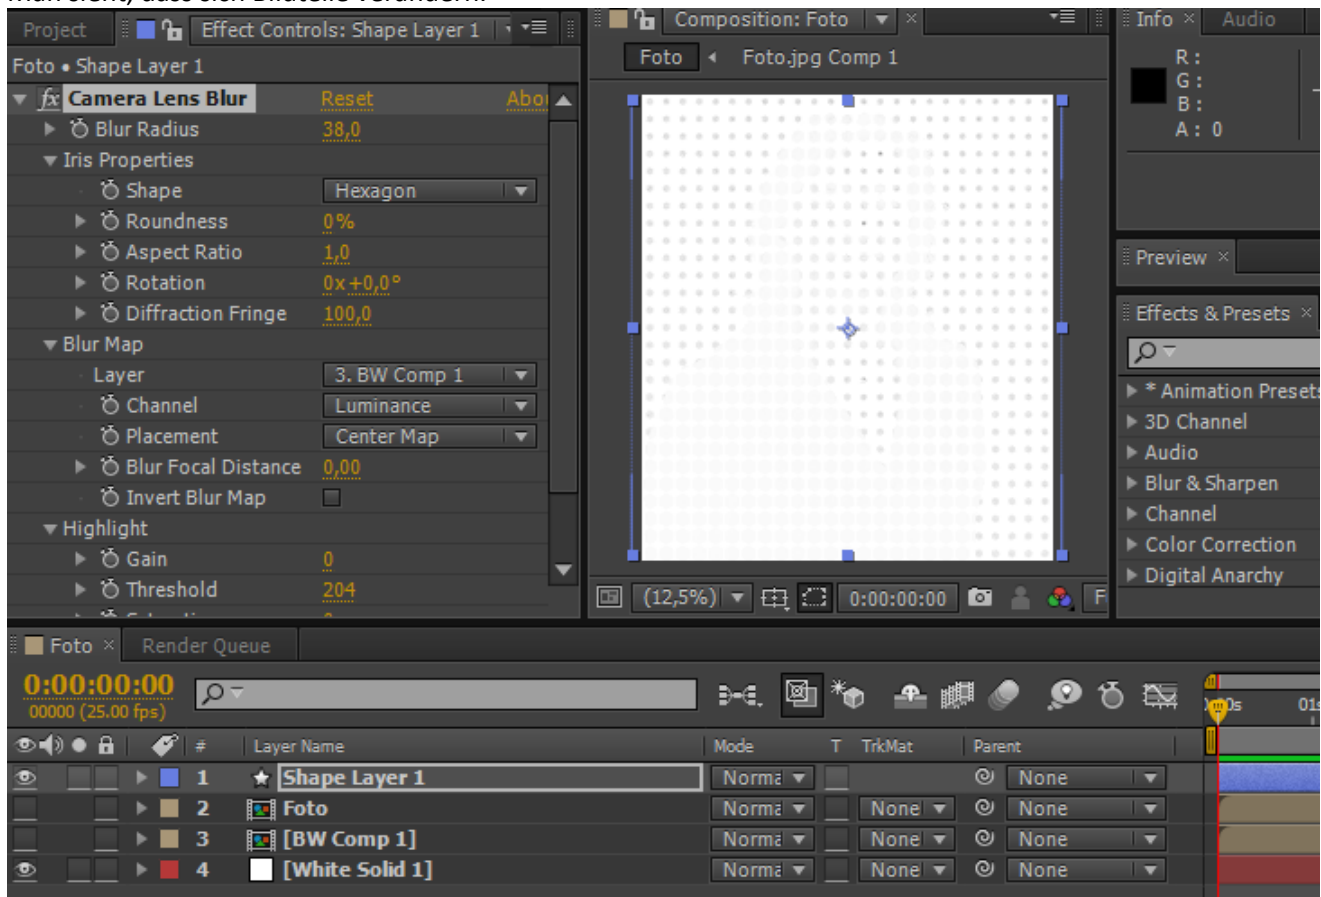 Project Effect Controls: Shape Layer 1
Foto • Shape Layer 1
fx Camera Lens Blur Reset
Blur Radius 38,0
Iris Properties
Shape Hexagon
Roundness 0%
Aspect Ratio 1,0
Rotation 0x+0,0°
Diffraction Fringe 100,0
Blur Map
Layer 3. BW Comp 1
Channel Luminance
Placement Center Map
Blur Focal Distance 0,00
Invert Blur Map
Highlight
Gain 0
Threshold 204
Composition: Foto
Foto Foto.jpg Comp 1
(12,5%) 0:00:00:00 F
Info Audio
R:
G:
B:
A: 0
Preview
Effects & Presets
* Animation Presets
3D Channel
Audio
Blur & Sharpen
Channel
Color Correction
Digital Anarchy
Foto Render Queue
0:00:00:00
00000 (25.00 fps)
# Layer Name Mode T TrkMat Parent
1 Shape Layer 1 Norma None
2 Foto Norma None None
3 [BW Comp 1] Norma None None
4 [White Solid 1] Norma None None